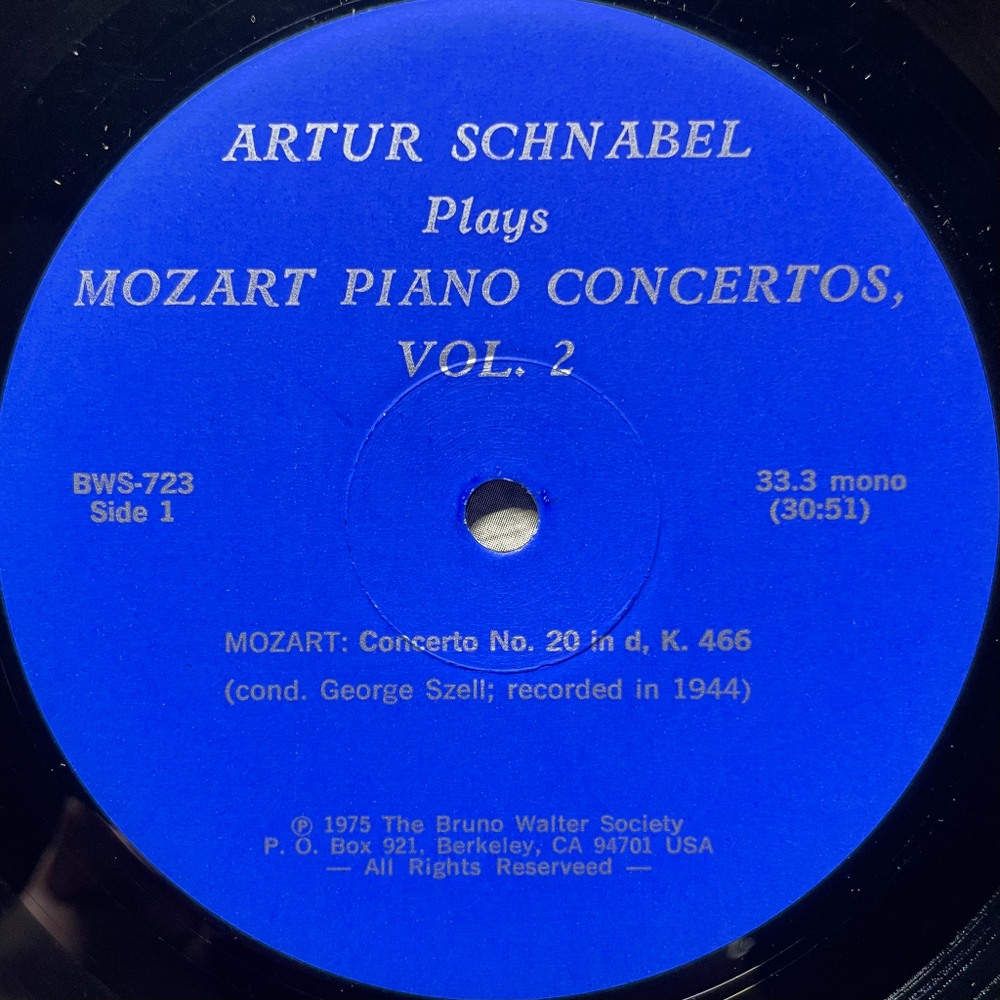 ARTUR SCHNABEL
Plays
MOZART PIANO CONCERTOS,
VOL. 2
BWS-723
Side 1
33.3 mono
(30:51)
MOZART: Concerto No. 20 in d, K. 466
(cond. George Szell; recorded in 1944)
℗ 1975 The Bruno Walter Society
P. O. Box 921, Berkeley, CA 94701 USA
— All Rights Reserveed —